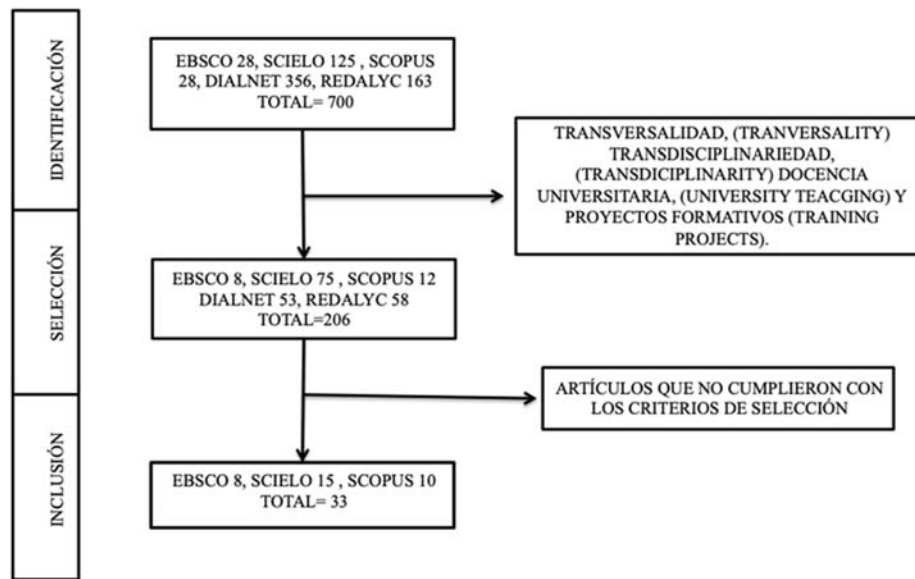 IDENTIFICACIÓN
EBSCO 28, SCIELO 125 , SCOPUS
28, DIALNET 356, REDALYC 163
TOTAL= 700
TRANSVERSALIDAD, (TRANVERSALITY)
TRANSDISCIPLINARIEDAD,
(TRANSDICIPLINARITY) DOCENCIA
UNIVERSITARIA, (UNIVERSITY TEACGING) Y
PROYECTOS FORMATIVOS (TRAINING
PROJECTS).
SELECCIÓN
EBSCO 8, SCIELO 75 , SCOPUS 12
DIALNET 53, REDALYC 58
TOTAL=206
ARTÍCULOS QUE NO CUMPLIERON CON
LOS CRITERIOS DE SELECCIÓN
INCLUSIÓN
EBSCO 8, SCIELO 15 , SCOPUS 10
TOTAL= 33